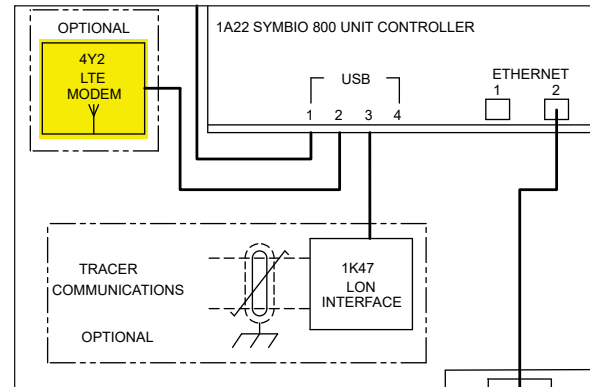 OPTIONAL
4Y2
LTE
MODEM
1A22 SYMBIO 800 UNIT CONTROLLER
USB
1 2 3 4
ETHERNET
1 2
TRACER
COMMUNICATIONS
OPTIONAL
1K47
LON
INTERFACE